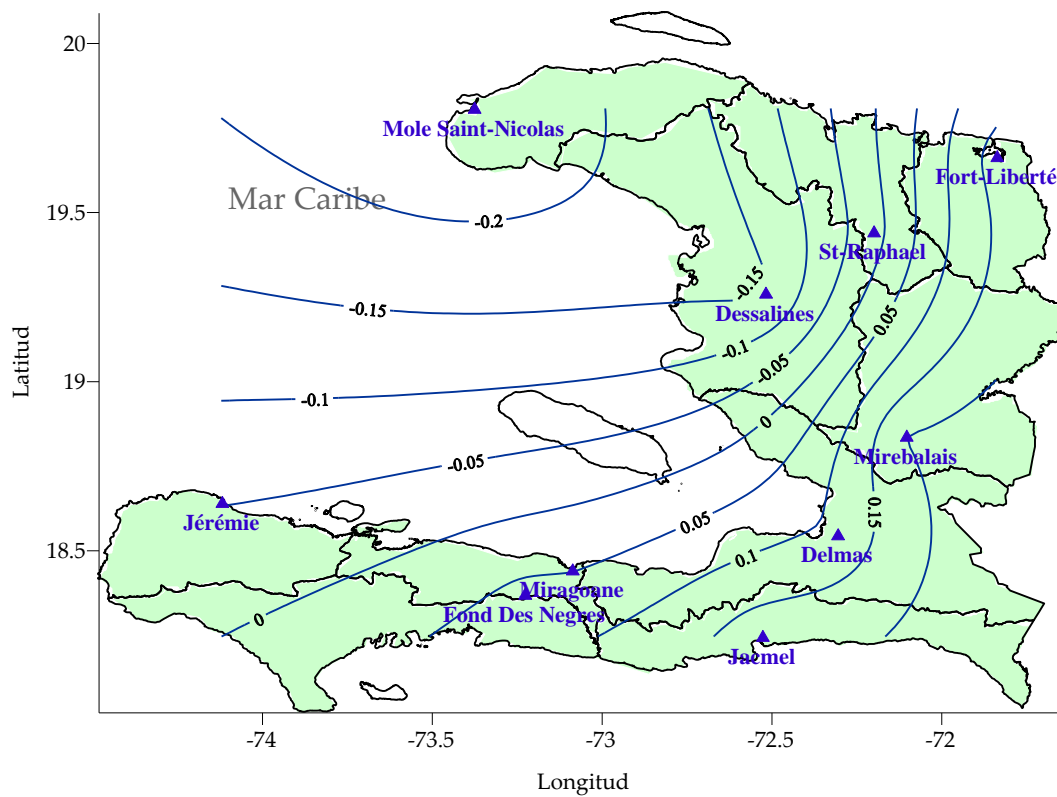 20
Mole Saint-Nicolas
Fort-Liberté
Mar Caribe
19.5
-0.2
St-Raphael
-0.15
-0.15
Dessalines
0.05
Latitud
-0.1
-0.05
19
-0.1
0
-0.05
Mirebalais
Jérémie
0.05
0.15
18.5
0.1
Delmas
Miragoane
Fond Des Negres
0
Jacmel
-74
-73.5
-73
-72.5
-72
Longitud